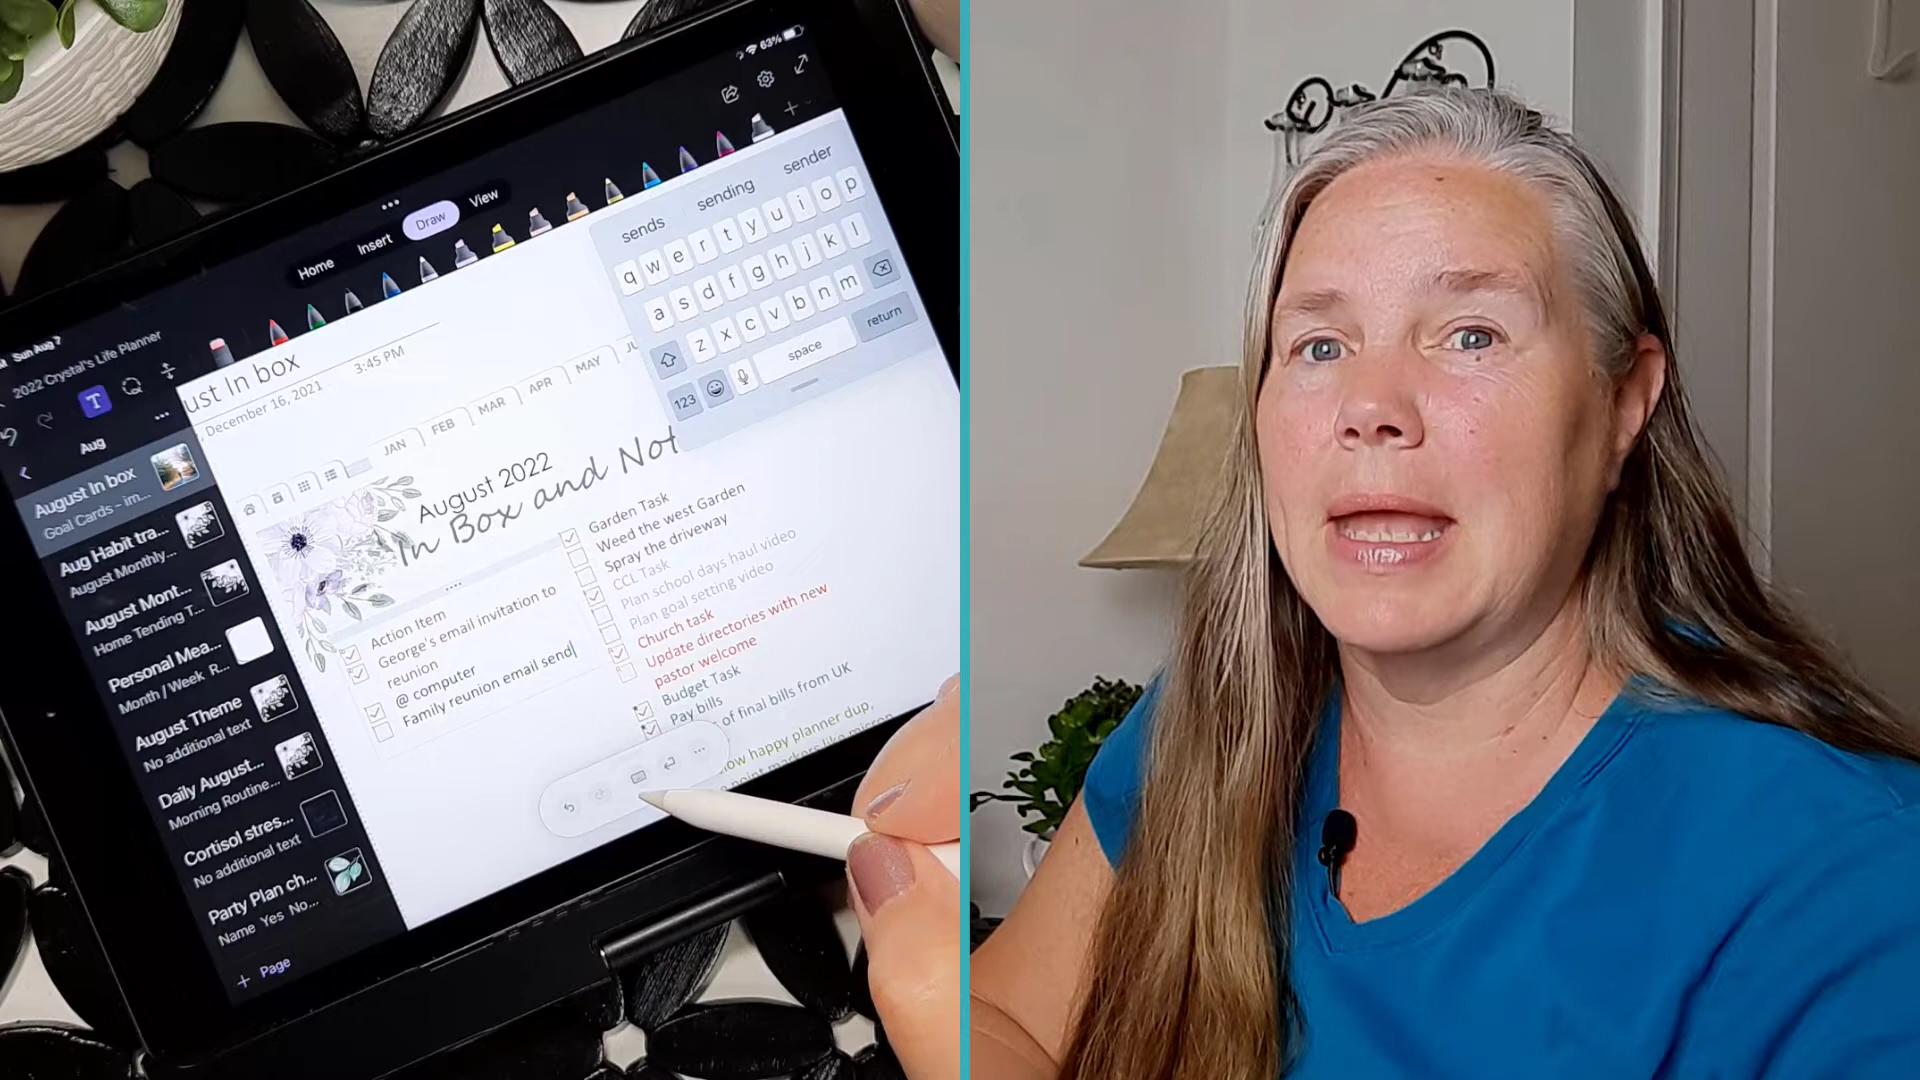 63%
Sun Aug 7
2022 Crystal's Life Planner
Home
Insert
Draw
View
Aug
August In box
Goal Cards - im...
Aug Habit tra...
August Monthly...
August Mont...
Home Tending T...
Personal Mea...
Month / Week R...
August Theme
No additional text
Daily August...
Morning Routine...
Cortisol stres...
No additional text
Party Plan ch...
Name Yes No...
+ Page
ust In box
December 16, 2021
3:45 PM
JAN
FEB
MAR
APR
MAY
August 2022
In Box and Not
Action Item
George's email invitation to
reunion
@ computer
Family reunion email send
Garden Task
Weed the west Garden
Spray the driveway
CCL Task
Plan school days haul video
Plan goal setting video
Church task
Update directories with new
pastor welcome
Budget Task
Pay bills
of final bills from UK
happy planner dup,
markers like micron
sends
sending
sender
q w e r t y u i o p
a s d f g h j k l
z x c v b n m
123
space
return